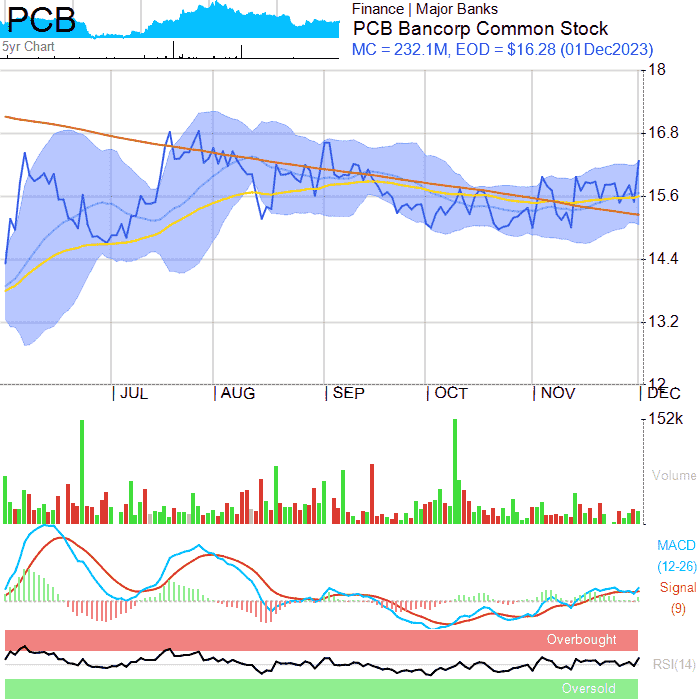 PCB
5yr Chart
Finance | Major Banks
PCB Bancorp Common Stock
MC = 232.1M, EOD = $16.28 (01Dec2023)
18
16.8
15.6
14.4
13.2
12
JUL AUG SEP OCT NOV DEC
152k
Volume
MACD
(12-26)
Signal
(9)
Overbought
RSI(14)
Oversold